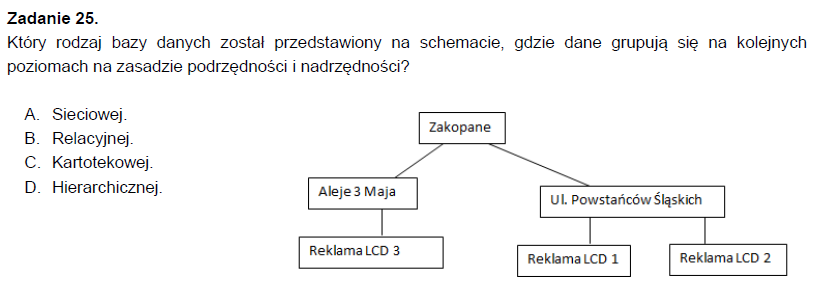 Zadanie 25.
Który rodzaj bazy danych został przedstawiony na schemacie, gdzie dane grupują się na kolejnych
poziomach na zasadzie podrzędności i nadrzędności?
A. Sieciowej.
B. Relacyjnej.
C. Kartotekowej.
D. Hierarchicznej.
Zakopane
Aleje 3 Maja
Ul. Powstańców Śląskich
Reklama LCD 3
Reklama LCD 1
Reklama LCD 2